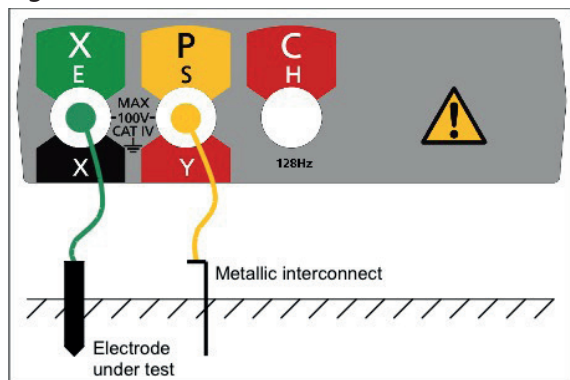 X
E
P
S
C
H
MAX
100V
CAT IV
X
Y
128Hz
Metallic interconnect
Electrode
under test